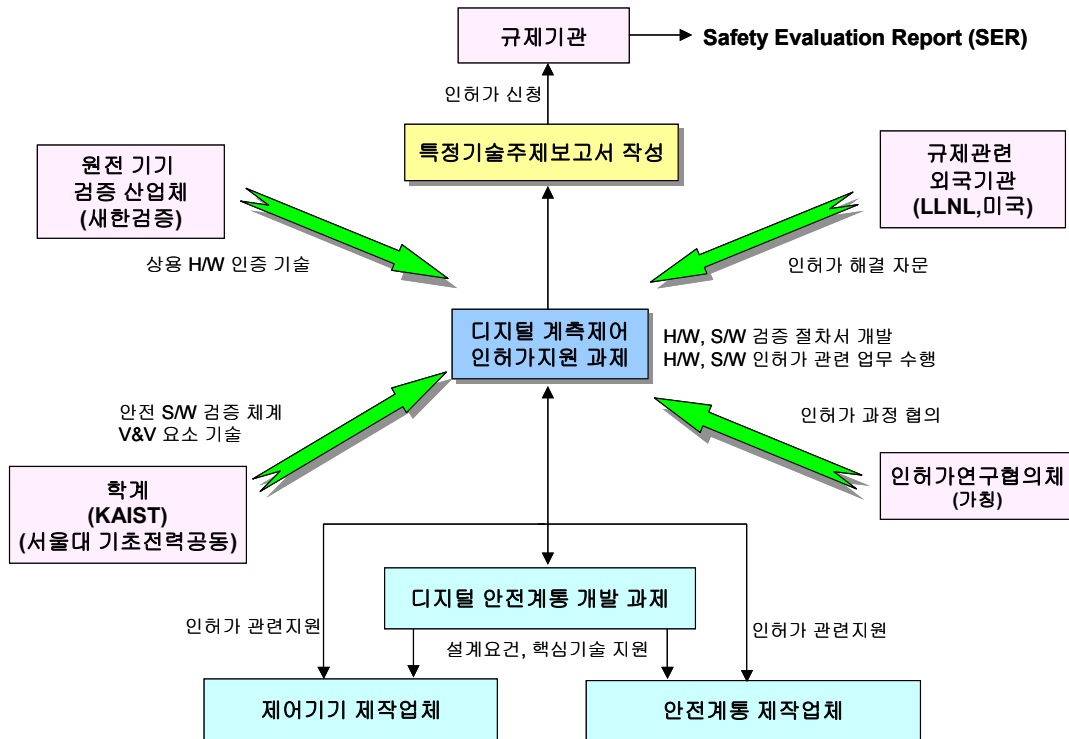 규제기관
Safety Evaluation Report (SER)
인허가 신청
특정기술주제보고서 작성
원전 기기
검증 산업체
(새한검증)
규제관련
외국기관
(LLNL,미국)
상용 H/W 인증 기술
인허가 해결 자문
디지털 계측제어
인허가지원 과제
H/W, S/W 검증 절차서 개발
H/W, S/W 인허가 관련 업무 수행
안전 S/W 검증 체계
V&V 요소 기술
인허가 과정 협의
학계
(KAIST)
(서울대 기초전력공동)
인허가연구협의체
(가칭)
디지털 안전계통 개발 과제
인허가 관련지원
설계요건, 핵심기술 지원
인허가 관련지원
제어기기 제작업체
안전계통 제작업체